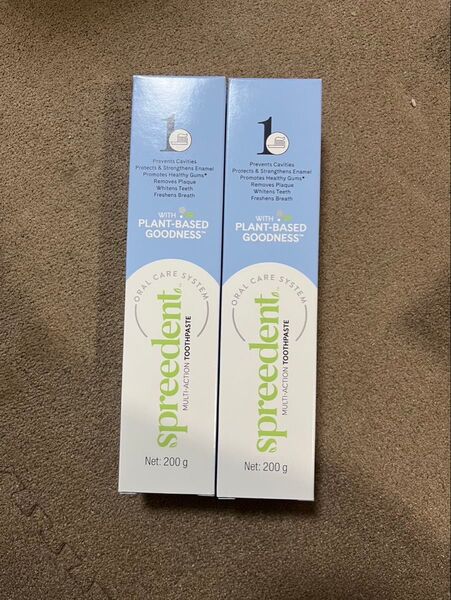 1
Prevents Cavities
Protects & Strengthens Enamel
Promotes Healthy Gums*
Removes Plaque
Whitens Teeth
Freshens Breath
WITH
PLANT-BASED
GOODNESS™
ORAL CARE SYSTEM
spreedent™
MULTI-ACTION TOOTHPASTE
Net: 200 g
1
Prevents Cavities
Protects & Strengthens Enamel
Promotes Healthy Gums*
Removes Plaque
Whitens Teeth
Freshens Breath
WITH
PLANT-BASED
GOODNESS™
ORAL CARE SYSTEM
spreedent™
MULTI-ACTION TOOTHPASTE
Net: 200 g